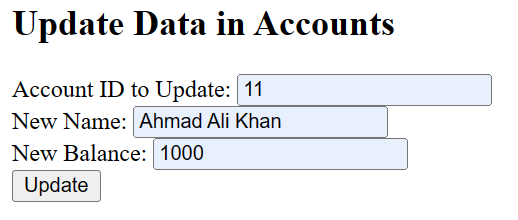 Update Data in Accounts
Account ID to Update: 11
New Name: Ahmad Ali Khan
New Balance: 1000
Update